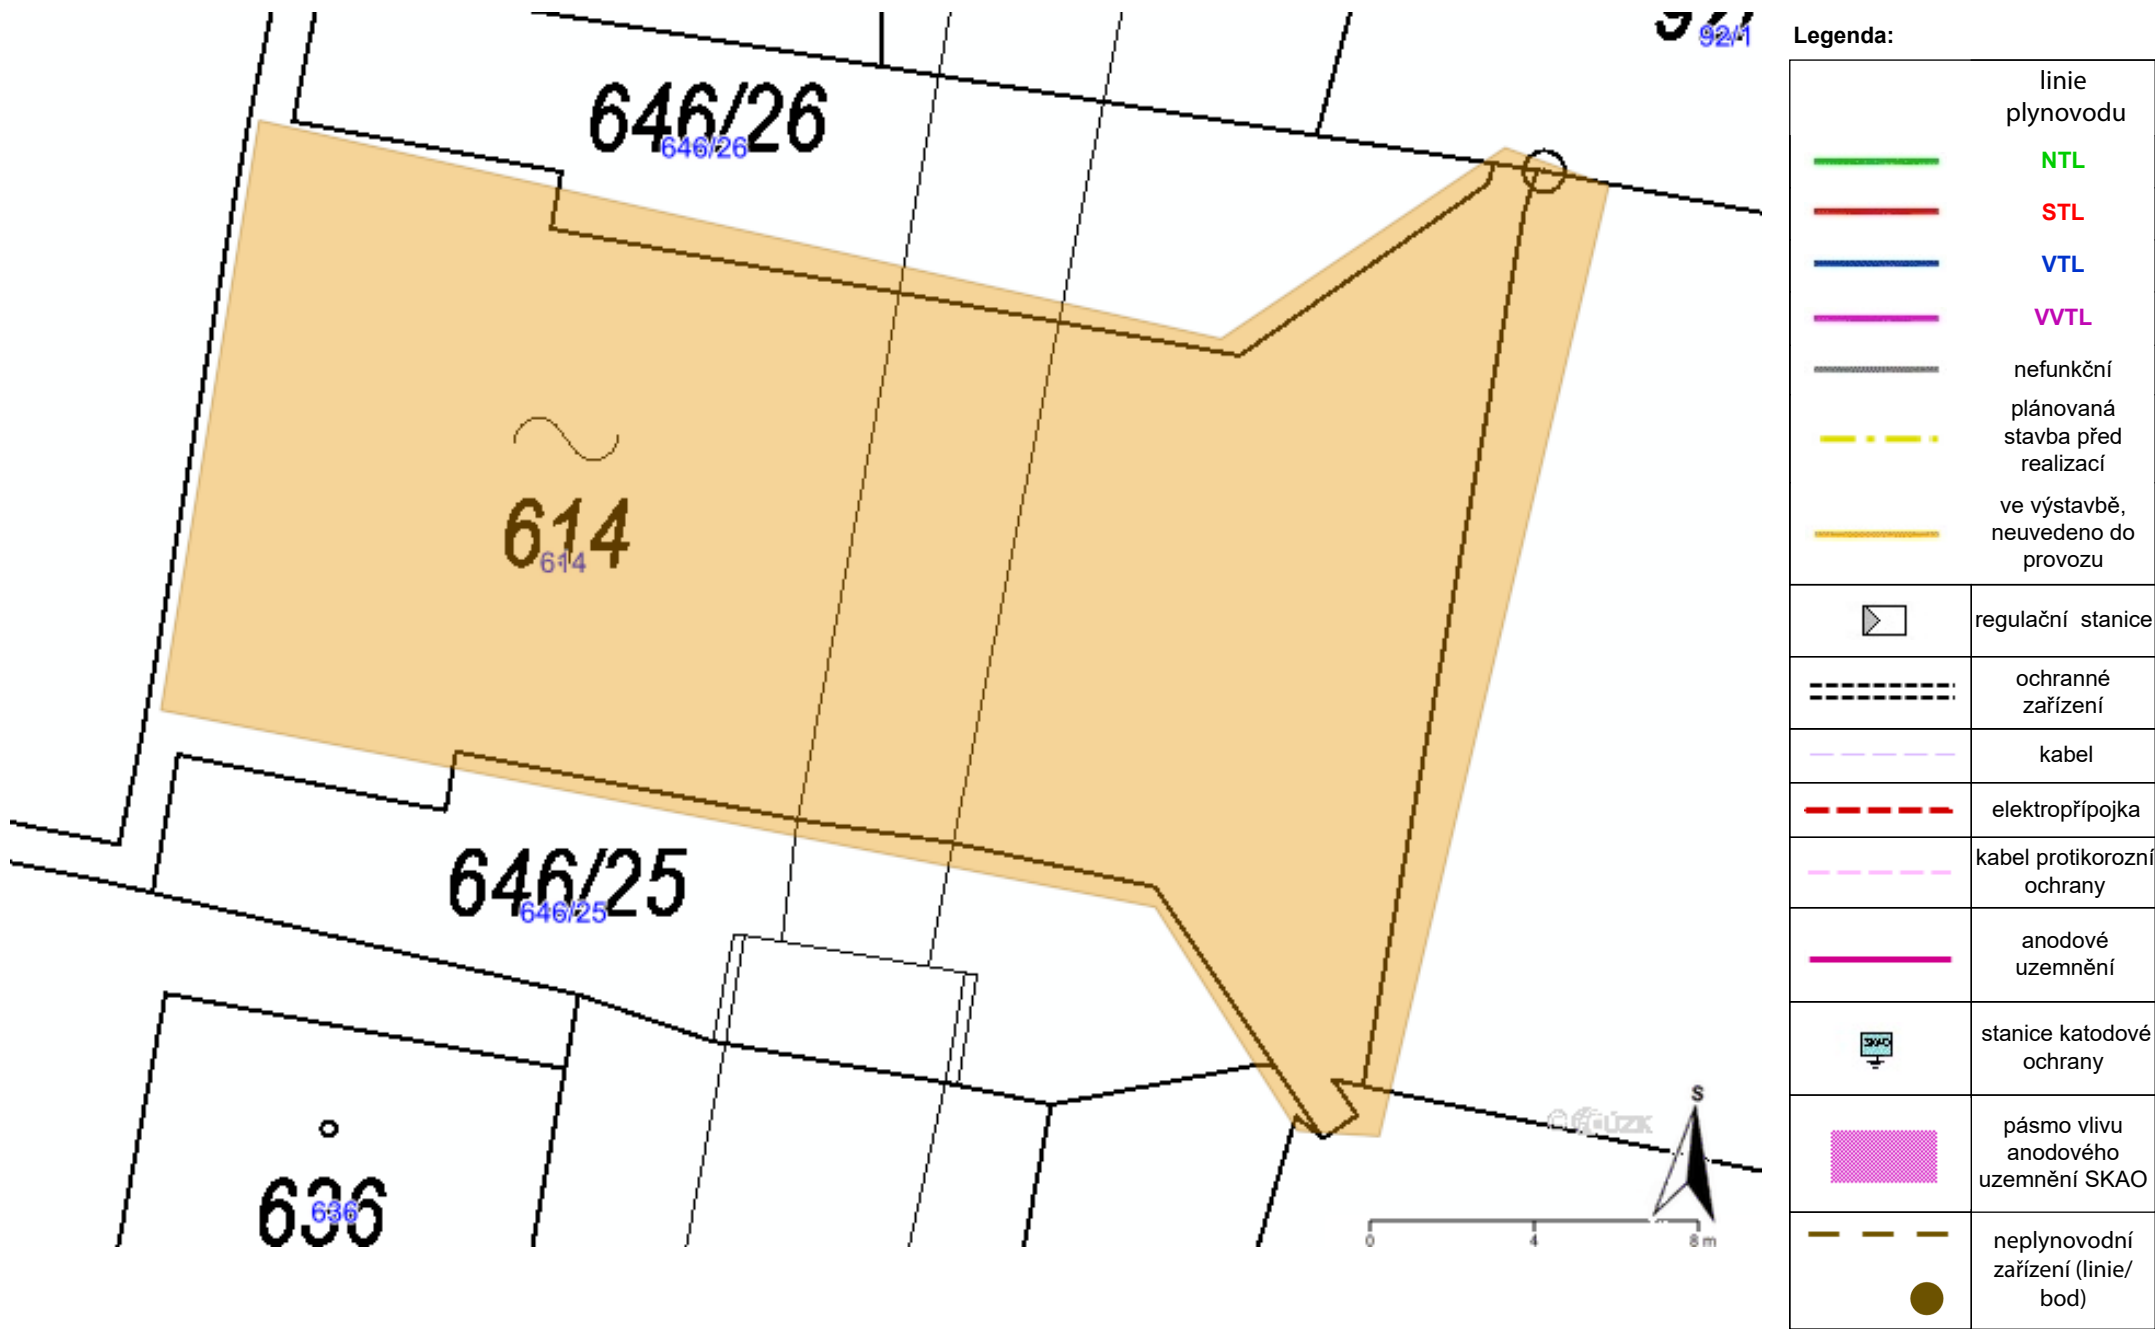 92/1
646/26
646/26
614
614
646/25
646/25
636
636
S
0 4 8 m
Legenda:
linie
plynovodu
NTL
STL
VTL
VVTL
nefunkční
plánovaná
stavba před
realizací
ve výstavbě,
neuvedeno do
provozu
regulační stanice
ochranné
zařízení
kabel
elektropřípojka
kabel protikorozní
ochrany
anodové
uzemnění
SKAO
stanice katodové
ochrany
pásmo vlivu
anodového
uzemnění SKAO
neplynovodní
zařízení (linie/
bod)